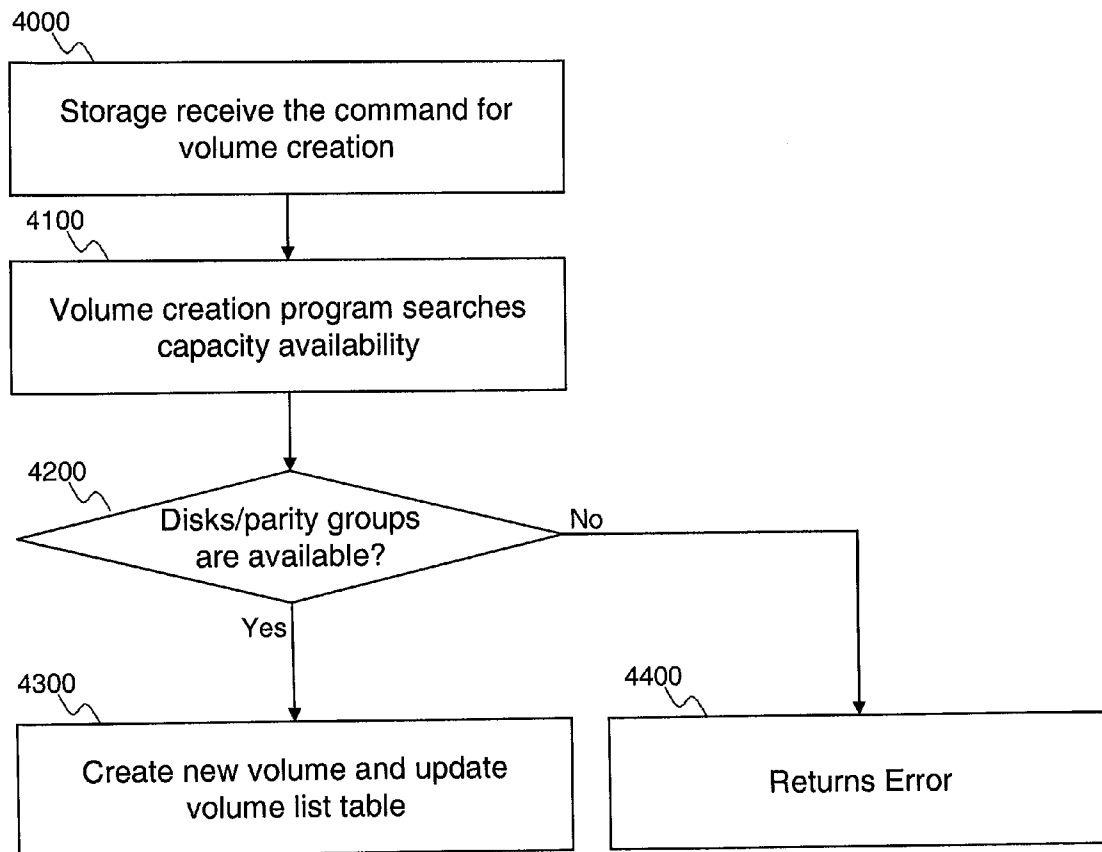 4000
Storage receive the command for
volume creation
4100
Volume creation program searches
capacity availability
4200
Disks/parity groups
are available?
No
Yes
4300
Create new volume and update
volume list table
4400
Returns Error